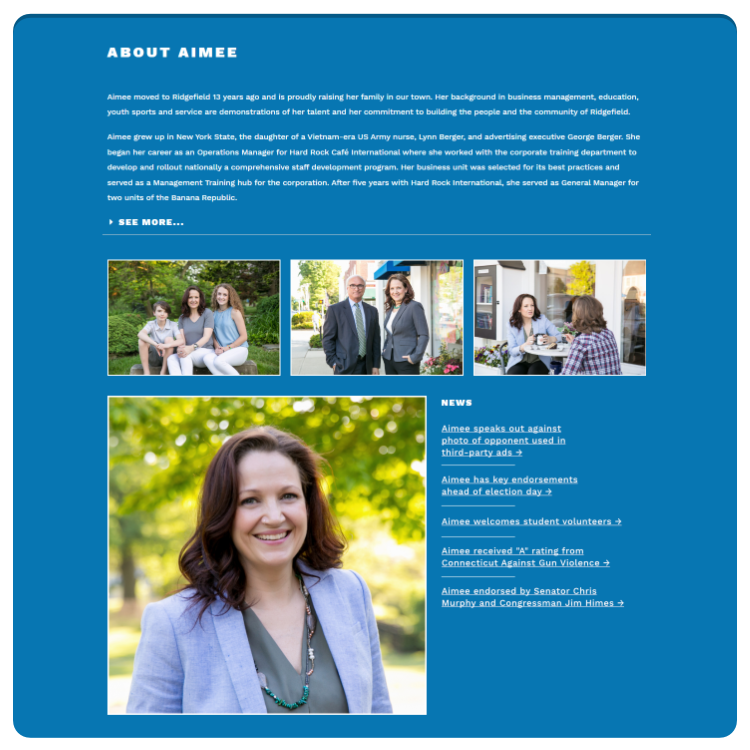 ABOUT AIMEE
Aimee moved to Ridgefield 13 years ago and is proudly raising her family in our town. Her background in business management, education,
youth sports and service are demonstrations of her talent and her commitment to building the people and the community of Ridgefield.
Aimee grew up in New York State, the daughter of a Vietnam-era US Army nurse, Lynn Berger, and advertising executive George Berger. She
began her career as an Operations Manager for Hard Rock Café International where she worked with the corporate training department to
develop and rollout nationally a comprehensive staff development program. Her business unit was selected for its best practices and
served as a Management Training hub for the corporation. After five years with Hard Rock International, she served as General Manager for
two units of the Banana Republic.
SEE MORE...
NEWS
Aimee speaks out against
photo of opponent used in
third-party ads →
Aimee has key endorsements
ahead of election day →
Aimee welcomes student volunteers →
Aimee received "A" rating from
Connecticut Against Gun Violence →
Aimee endorsed by Senator Chris
Murphy and Congressman Jim Himes →